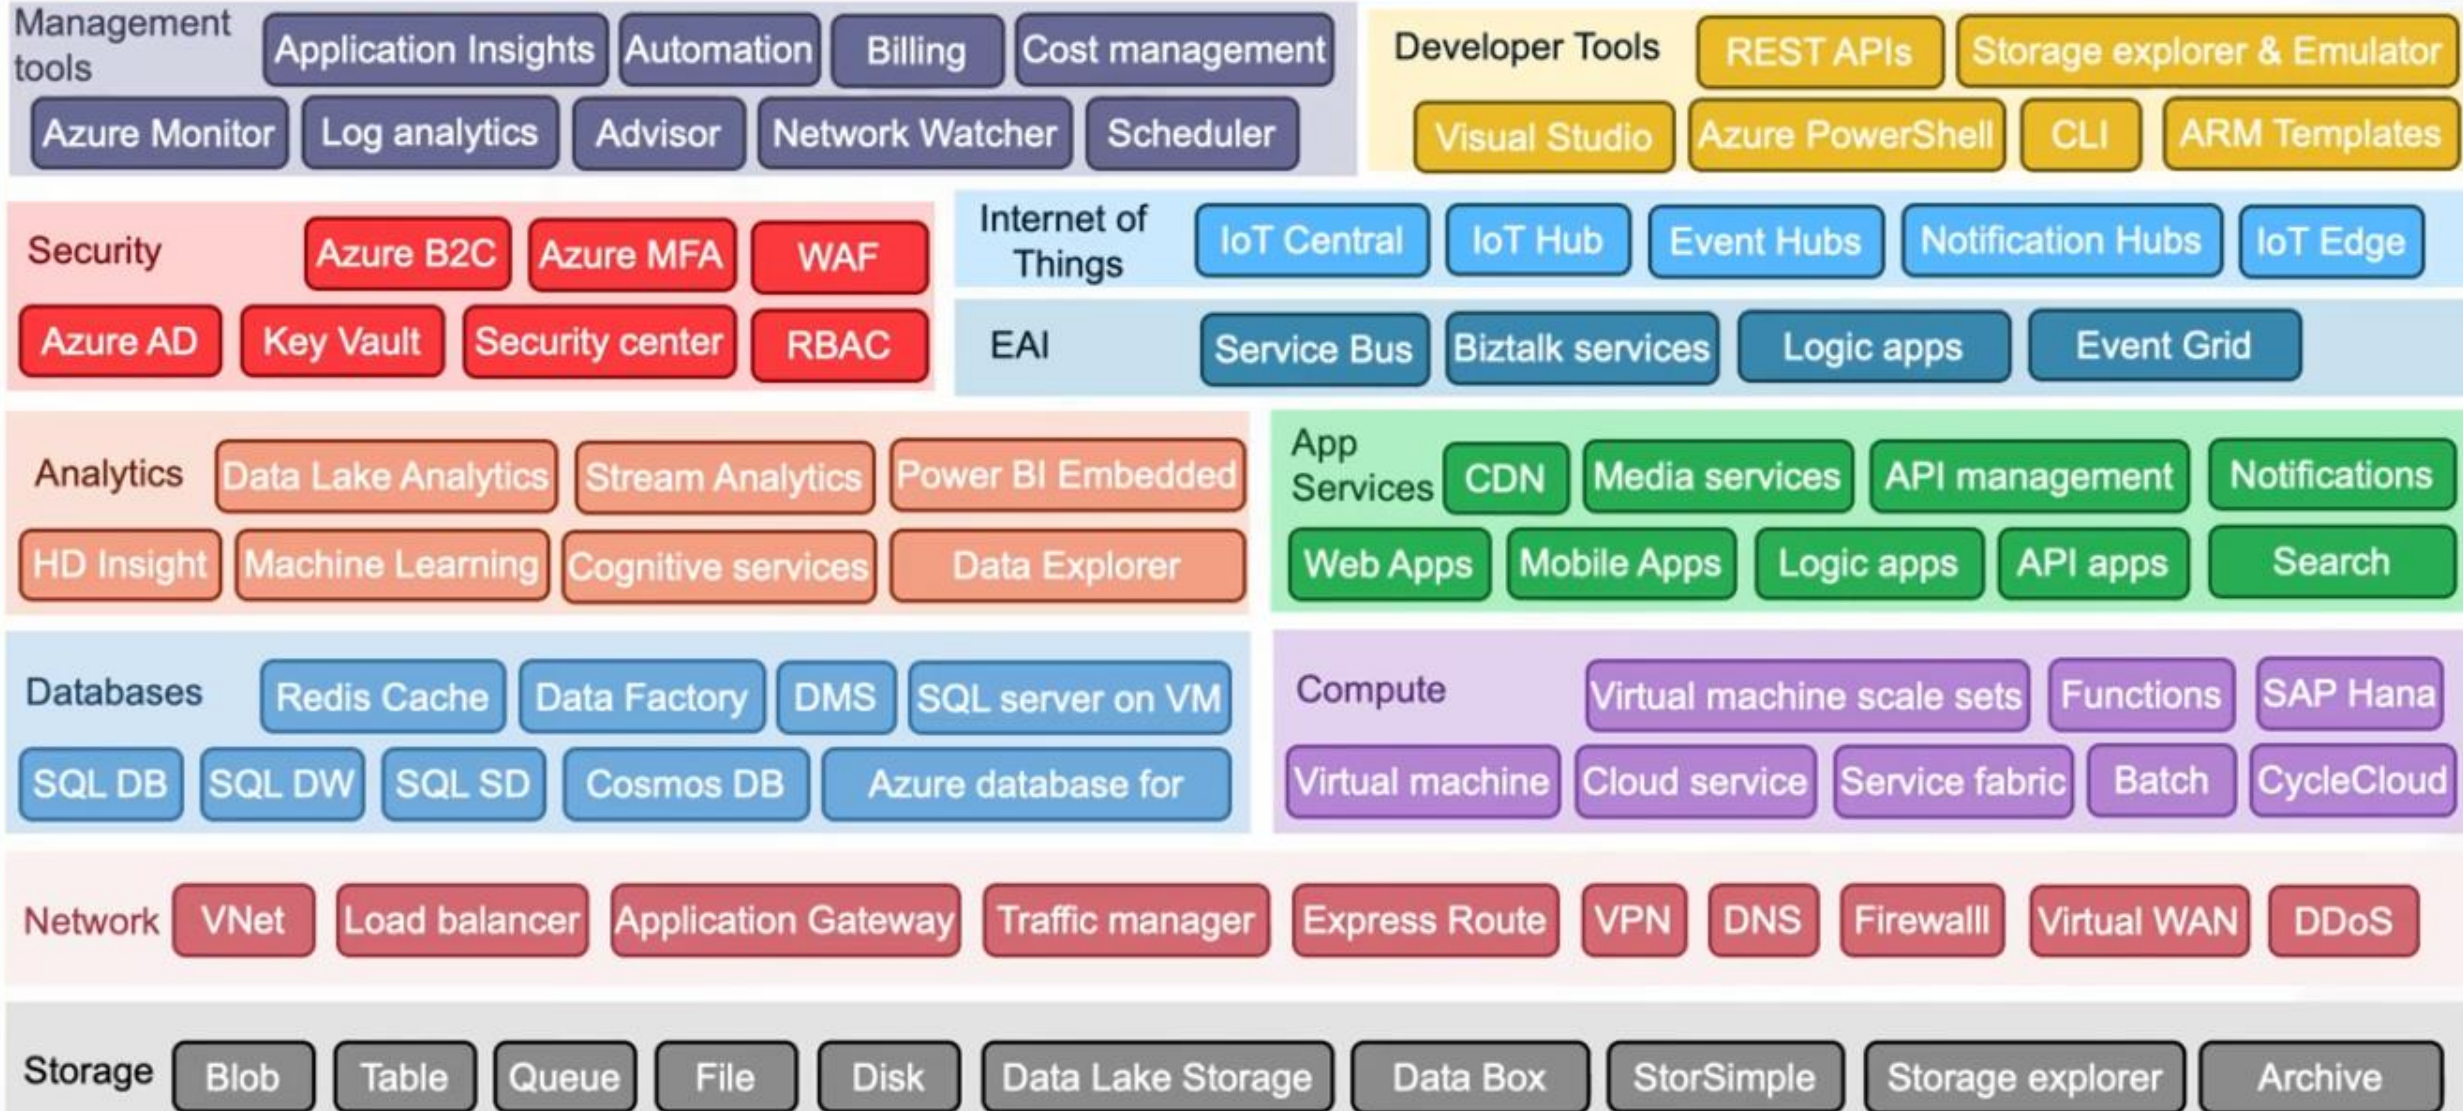 Management tools
Application Insights
Automation
Billing
Cost management
Azure Monitor
Log analytics
Advisor
Network Watcher
Scheduler
Developer Tools
REST APIs
Storage explorer & Emulator
Visual Studio
Azure PowerShell
CLI
ARM Templates
Security
Azure B2C
Azure MFA
WAF
Azure AD
Key Vault
Security center
RBAC
Internet of
Things
IoT Central
IoT Hub
Event Hubs
Notification Hubs
IoT Edge
EAI
Service Bus
Biztalk services
Logic apps
Event Grid
Analytics
Data Lake Analytics
Stream Analytics
Power BI Embedded
HD Insight
Machine Learning
Cognitive services
Data Explorer
App
Services
CDN
Media services
API management
Notifications
Web Apps
Mobile Apps
Logic apps
API apps
Search
Databases
Redis Cache
Data Factory
DMS
SQL server on VM
SQL DB
SQL DW
SQL SD
Cosmos DB
Azure database for
Compute
Virtual machine scale sets
Functions
SAP Hana
Virtual machine
Cloud service
Service fabric
Batch
CycleCloud
Network
VNet
Load balancer
Application Gateway
Traffic manager
Express Route
VPN
DNS
Firewalll
Virtual WAN
DDoS
Storage
Blob
Table
Queue
File
Disk
Data Lake Storage
Data Box
StorSimple
Storage explorer
Archive